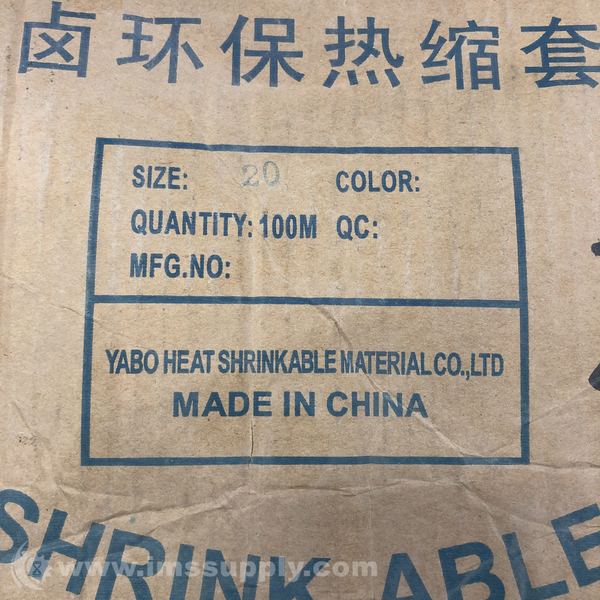 卤环保热缩套
SIZE: 20 COLOR:
QUANTITY: 100M QC:
MFG.NO:
YABO HEAT SHRINKABLE MATERIAL CO.,LTD
MADE IN CHINA
SHRINK ABLE
www.imssupply.com